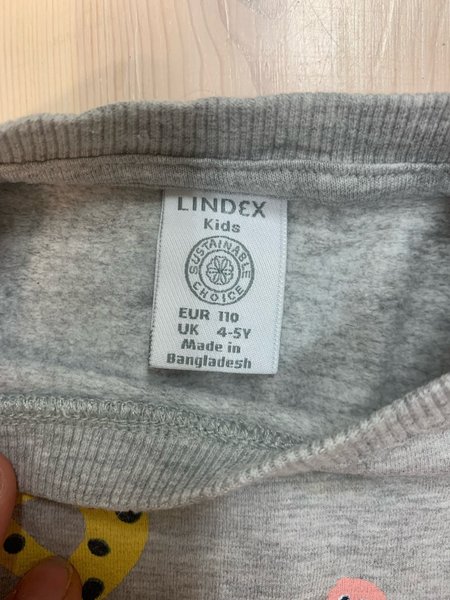 LINDEX
Kids
SUSTAINABLE
CHOICE
EUR 110
UK 4-5Y
Made in
Bangladesh